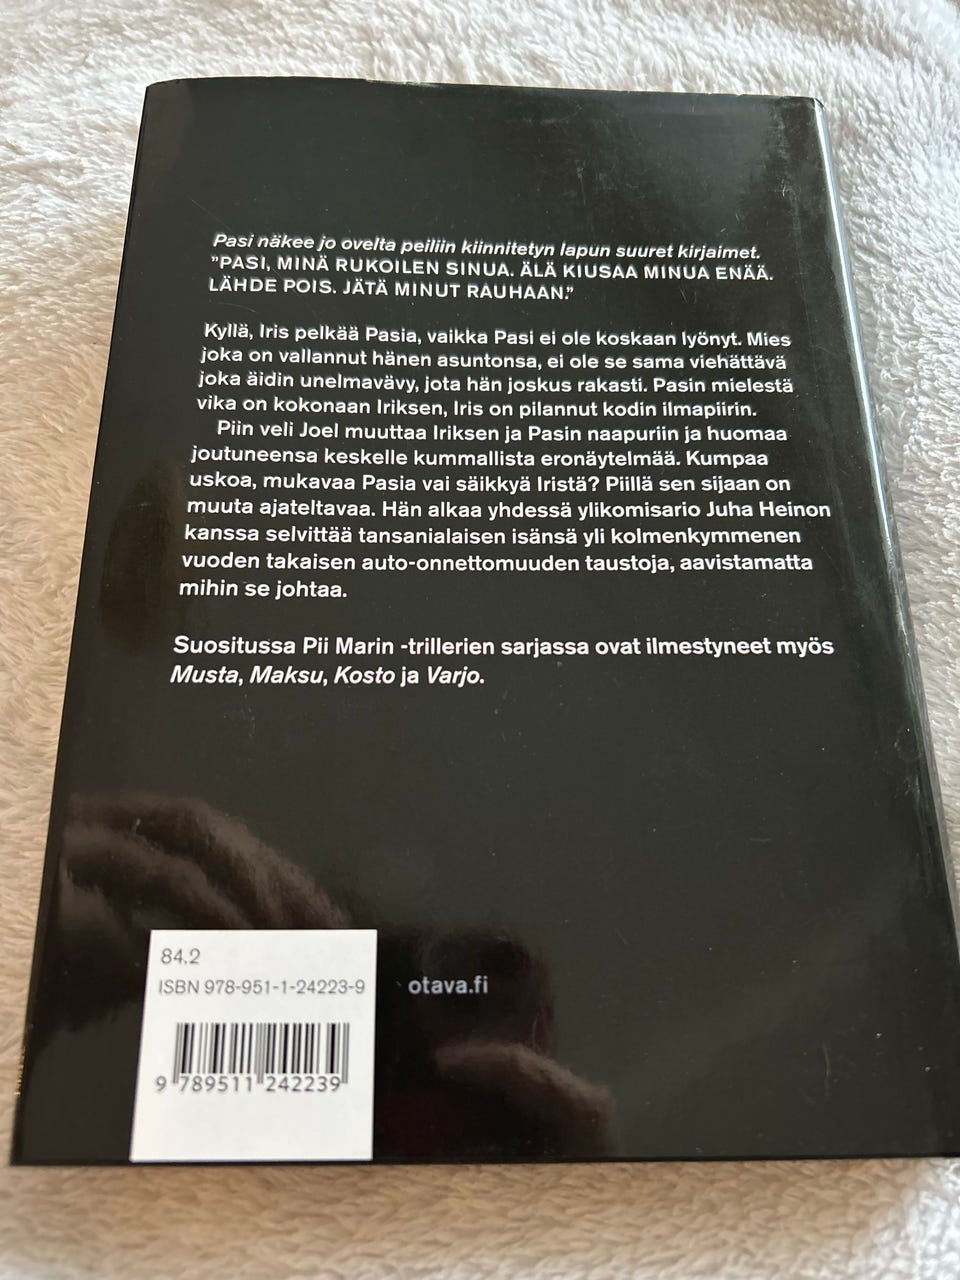 Pasi näkee jo ovelta peiliin kiinnitetyn lapun suuret kirjaimet.
”PASI, MINÄ RUKOILEN SINUA. ÄLÄ KIUSAA MINUA ENÄÄ.
LÄHDE POIS. JÄTÄ MINUT RAUHAAN.”
Kyllä, Iris pelkää Pasia, vaikka Pasi ei ole koskaan lyönyt. Mies
joka on vallannut hänen asuntonsa, ei ole se sama viehättävä
joka äidin unelmavävy, jota hän joskus rakasti. Pasin mielestä
vika on kokonaan Iriksen, Iris on pilannut kodin ilmapiirin.
Piin veli Joel muuttaa Iriksen ja Pasin naapuriin ja huomaa
joutuneensa keskelle kummallista eronäytelmää. Kumpaa
uskoa, mukavaa Pasia vai säikkyä Iristä? Piillä sen sijaan on
muuta ajateltavaa. Hän alkaa yhdessä ylikomisario Juha Heinon
kanssa selvittää tansanialaisen isänsä yli kolmenkymmenen
vuoden takaisen auto-onnettomuuden taustoja, aavistamatta
mihin se johtaa.
Suositussa Pii Marin -trillerien sarjassa ovat ilmestyneet myös
Musta, Maksu, Kosto ja Varjo.
84.2
ISBN 978-951-1-24223-9
otava.fi
9 789511 242239